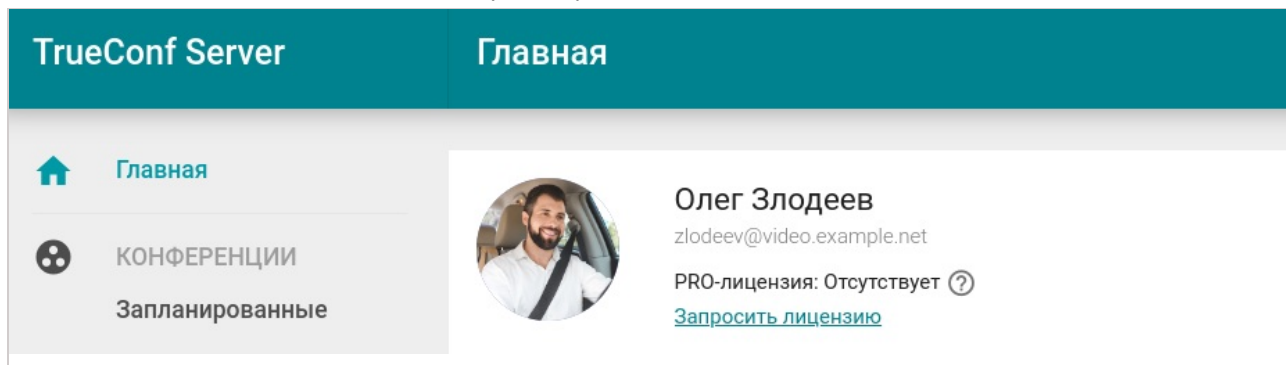 TrueConf Server
Главная
Главная
КОНФЕРЕНЦИИ
Запланированные
Олег Злодеев
zlodeev@video.example.net
PRO-лицензия: Отсутствует ?
Запросить лицензию